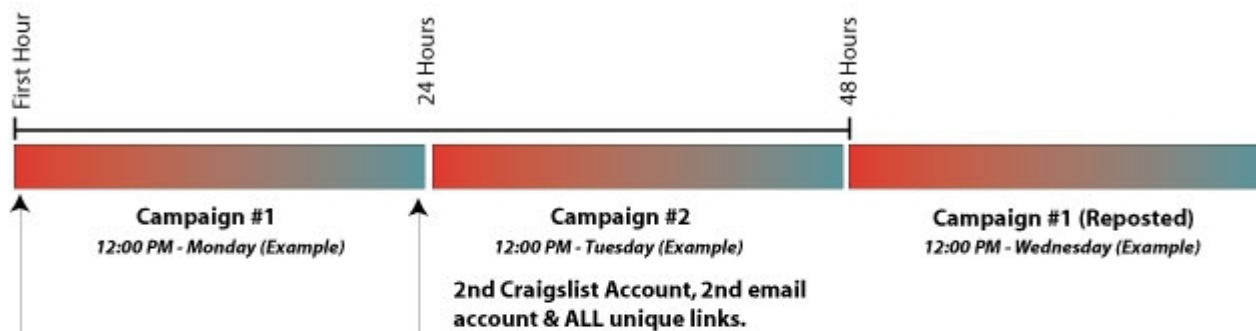 First Hour
24 Hours
48 Hours
Campaign #1
12:00 PM - Monday (Example)
Campaign #2
12:00 PM - Tuesday (Example)
Campaign #1 (Reposted)
12:00 PM - Wednesday (Example)
2nd Craigslist Account, 2nd email
account & ALL unique links.